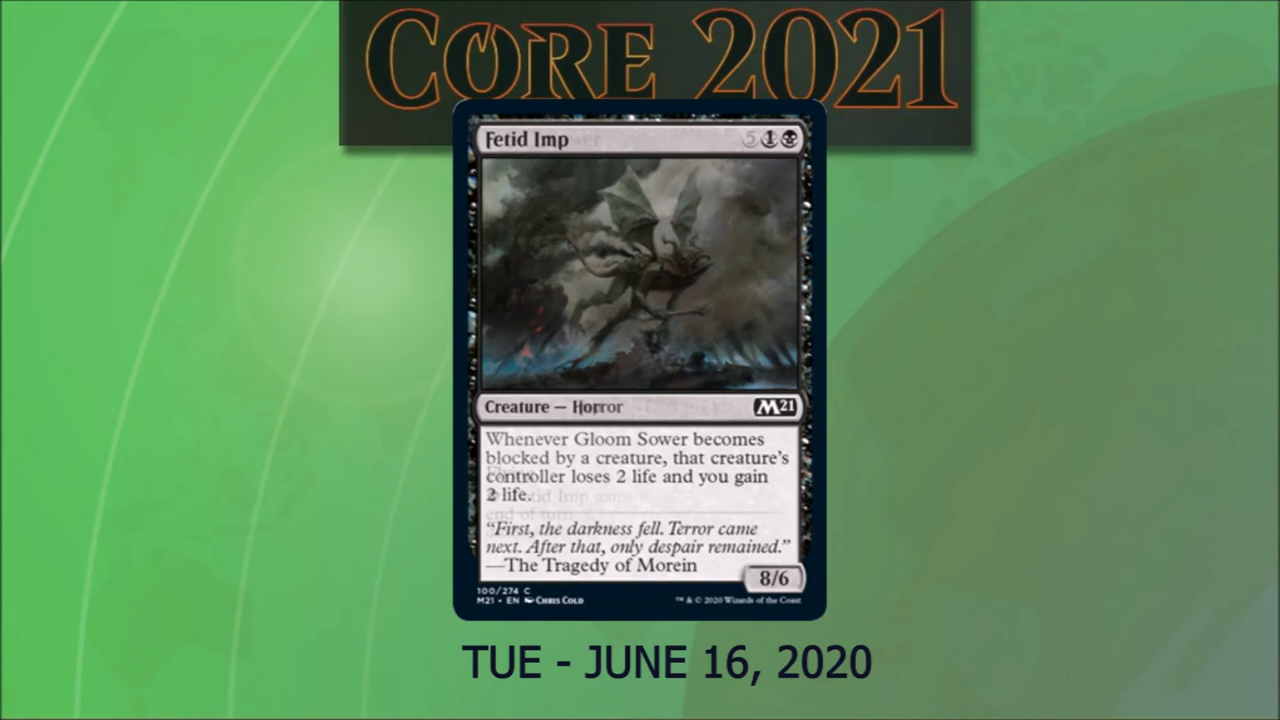 CORE 2021
Fetid Imp 5 1
Creature — Horror M21
Whenever Gloom Sower becomes
blocked by a creature, that creature's
controller loses 2 life and you gain
2 life.
"First, the darkness fell. Terror came
next. After that, only despair remained."
—The Tragedy of Morein
8/6
100/274 C
M21 • EN Chris Cold
™ & © 2020 Wizards of the Coast
TUE - JUNE 16, 2020